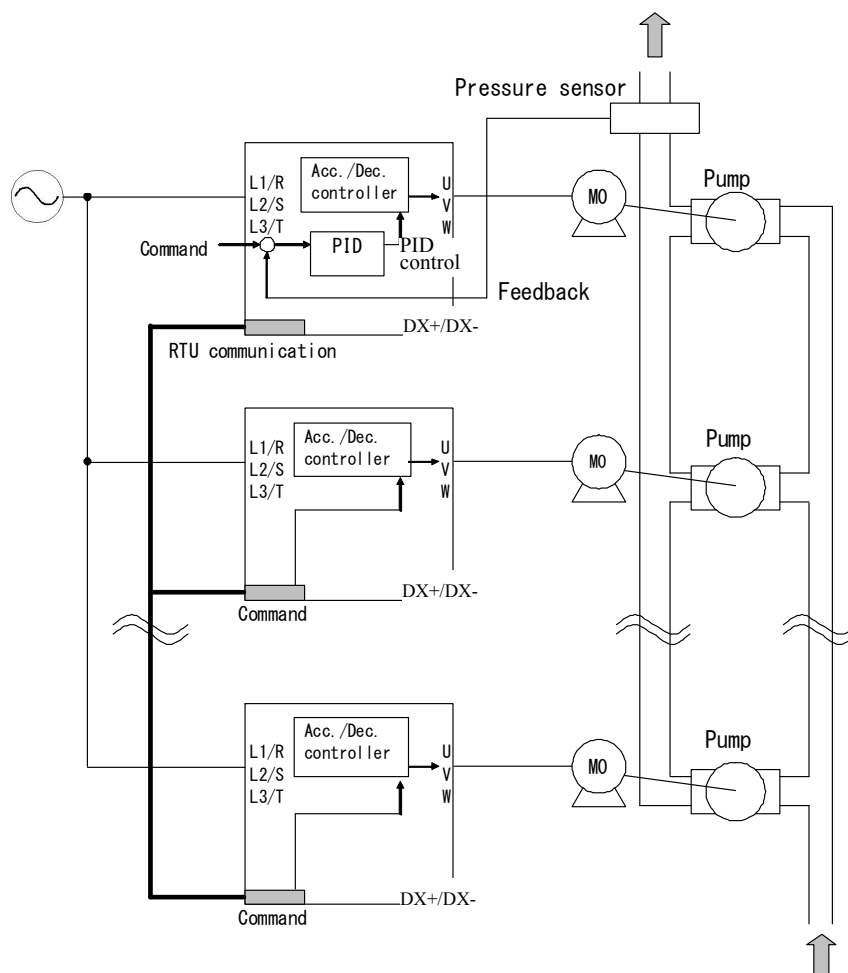 Pressure sensor
L1/R
L2/S
L3/T
Acc./Dec.
controller
U
V
W
MO
Pump
Command
PID
PID
control
Feedback
DX+/DX-
RTU communication
L1/R
L2/S
L3/T
Acc./Dec.
controller
U
V
W
MO
Pump
DX+/DX-
Command
L1/R
L2/S
L3/T
Acc./Dec.
controller
U
V
W
MO
Pump
DX+/DX-
Command